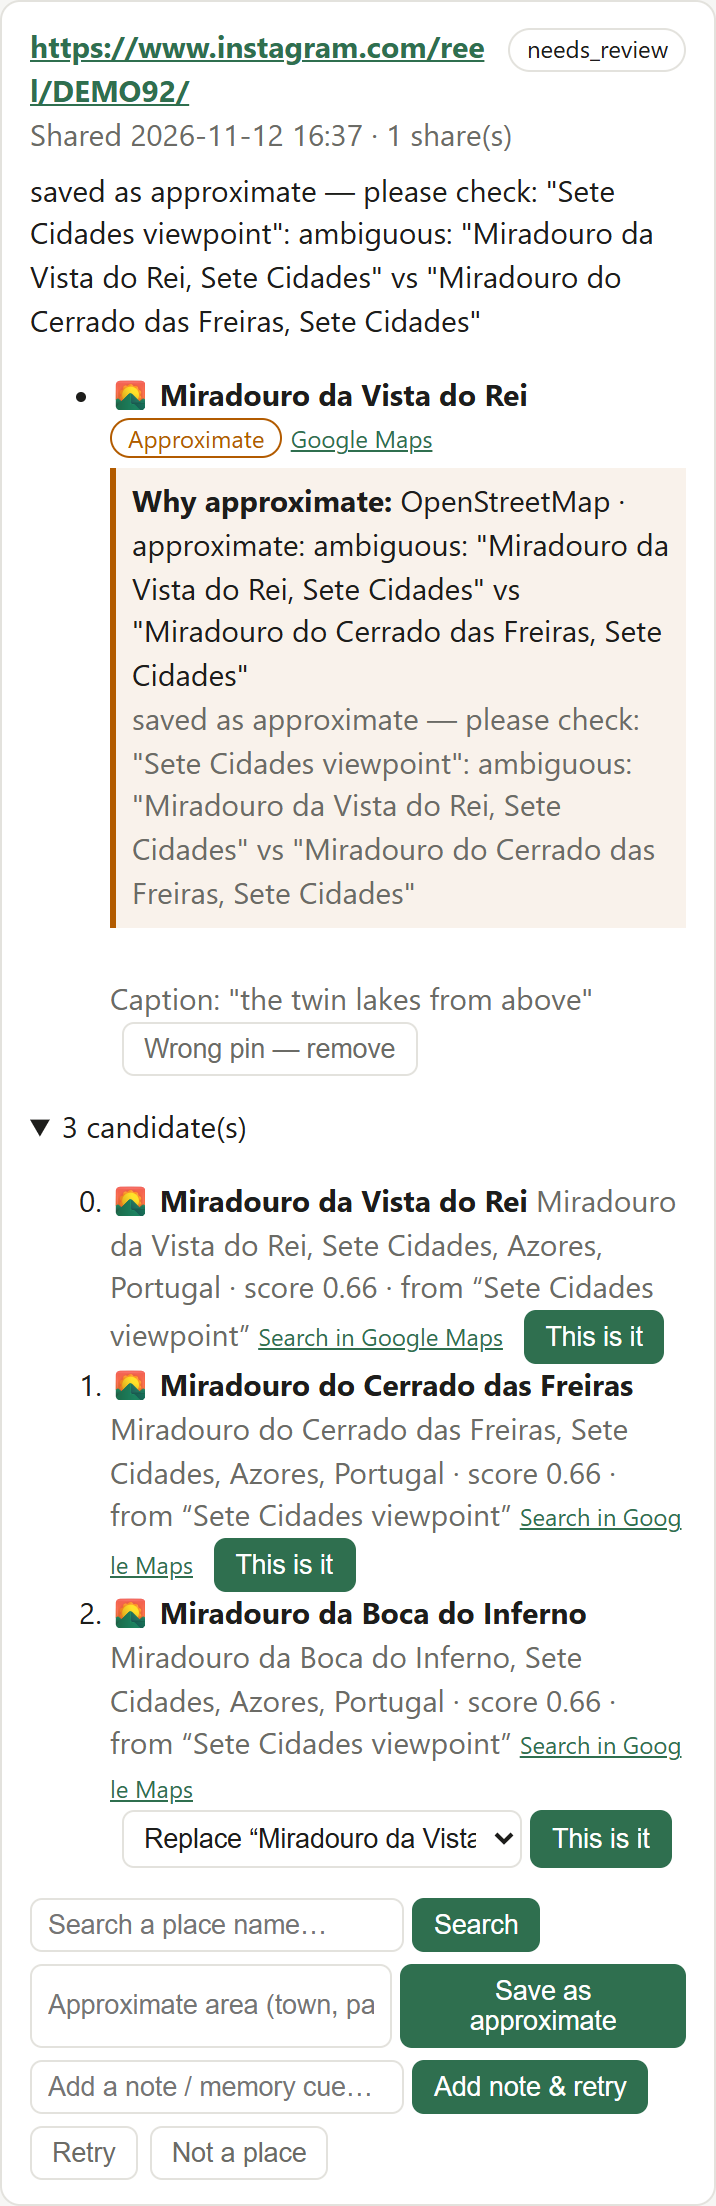 https://www.instagram.com/ree
l/DEMO92/
needs_review
Shared 2026-11-12 16:37 · 1 share(s)
saved as approximate — please check: "Sete
Cidades viewpoint": ambiguous: "Miradouro da
Vista do Rei, Sete Cidades" vs "Miradouro do
Cerrado das Freiras, Sete Cidades"
Miradouro da Vista do Rei
Approximate Google Maps
Why approximate: OpenStreetMap ·
approximate: ambiguous: "Miradouro da
Vista do Rei, Sete Cidades" vs
"Miradouro do Cerrado das Freiras, Sete
Cidades"
saved as approximate — please check:
"Sete Cidades viewpoint": ambiguous:
"Miradouro da Vista do Rei, Sete
Cidades" vs "Miradouro do Cerrado das
Freiras, Sete Cidades"
Caption: "the twin lakes from above"
Wrong pin — remove
3 candidate(s)
0. Miradouro da Vista do Rei Miradouro
da Vista do Rei, Sete Cidades, Azores,
Portugal · score 0.66 · from “Sete Cidades
viewpoint” Search in Google Maps This is it
1. Miradouro do Cerrado das Freiras
Miradouro do Cerrado das Freiras, Sete
Cidades, Azores, Portugal · score 0.66 ·
from “Sete Cidades viewpoint” Search in Goog
le Maps This is it
2. Miradouro da Boca do Inferno
Miradouro da Boca do Inferno, Sete
Cidades, Azores, Portugal · score 0.66 ·
from “Sete Cidades viewpoint” Search in Goog
le Maps
Replace “Miradouro da Vista This is it
Search a place name… Search
Approximate area (town, pa Save as
approximate
Add a note / memory cue… Add note & retry
Retry Not a place